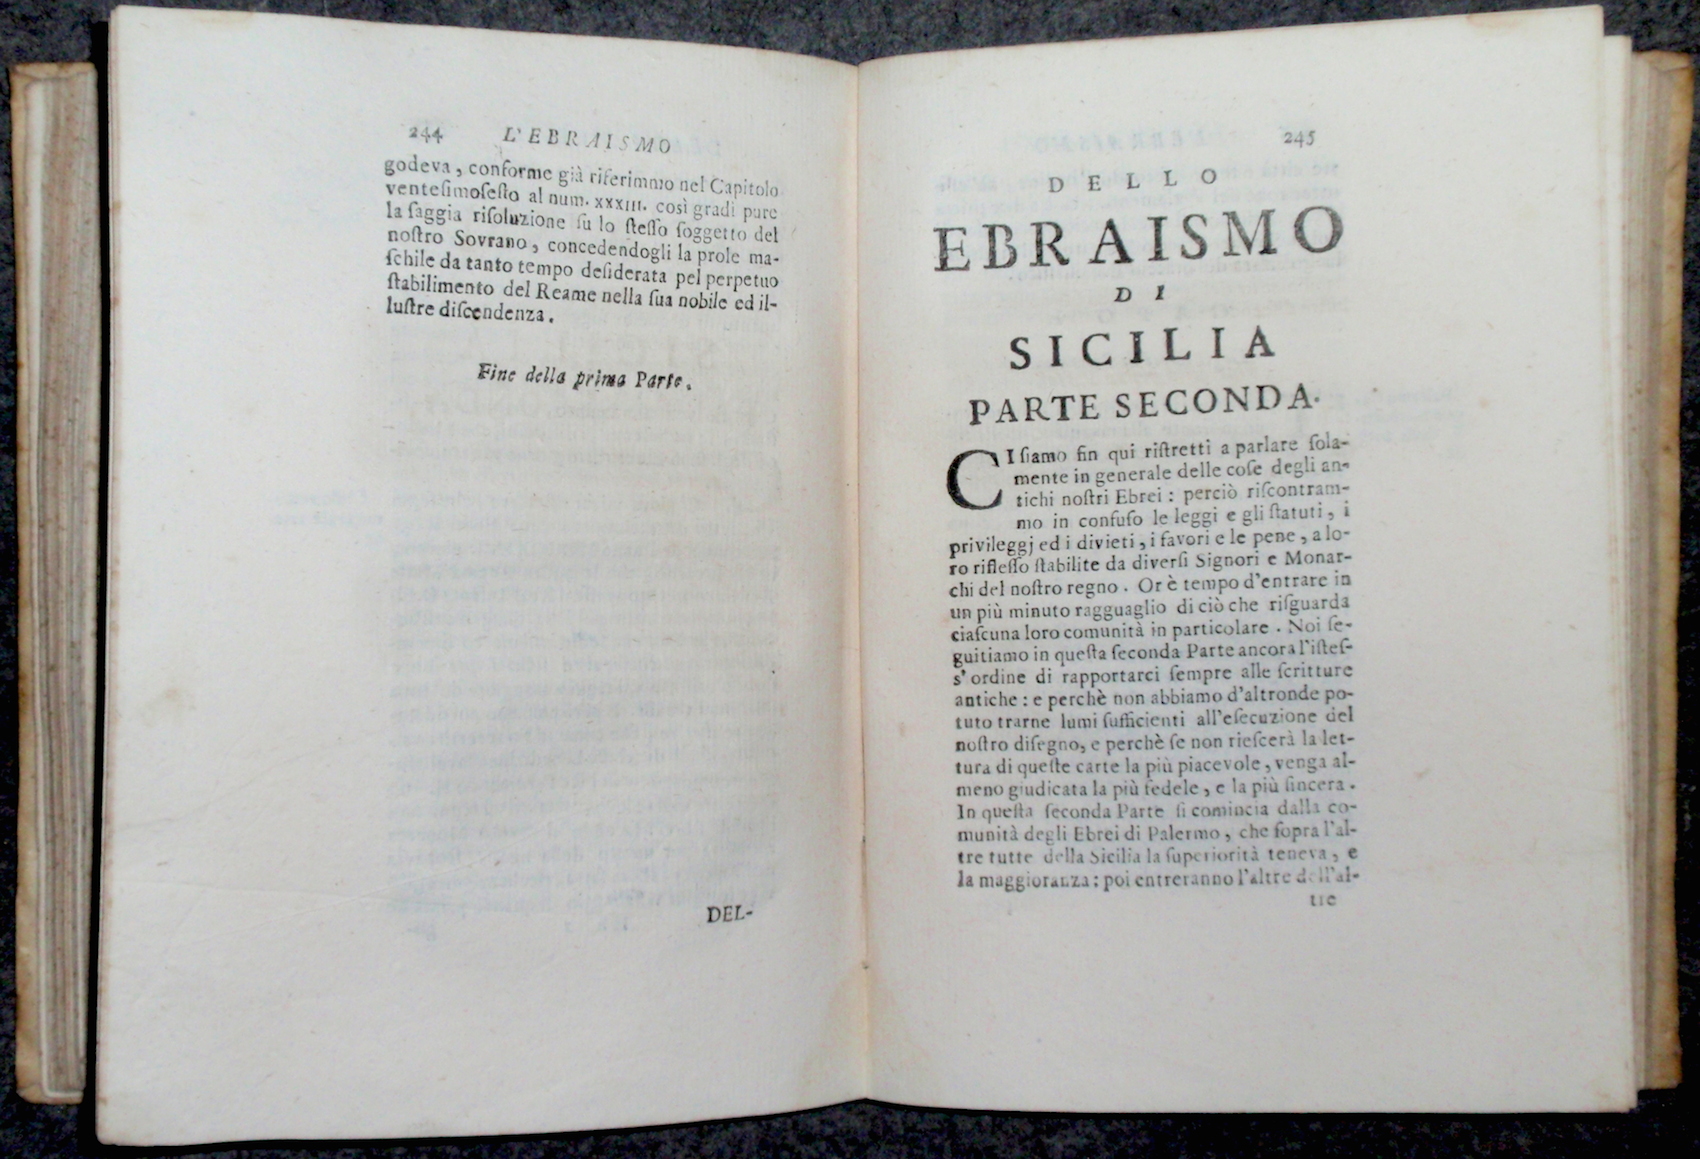 244 L'EBRAISMO
godeva, conforme già riferimmo nel Capitolo
ventesimosesto al num. XXXIII. così gradì pure
la saggia risoluzione su lo stesso soggetto del
nostro Sovrano, concedendogli la prole ma-
schile da tanto tempo desiderata pel perpetuo
stabilimento del Reame nella sua nobile ed il-
lustre discendenza.
Fine della prima Parte.
DEL-
245
DELLO
EBRAISMO
DI
SICILIA
PARTE SECONDA.
CI siamo fin qui ristretti a parlare sola-
mente in generale delle cose degli an-
tichi nostri Ebrei: perciò riscontram-
mo in confuso le leggi e gli statuti, i
privileggj ed i divieti, i favori e le pene, a lo-
ro riflesso stabilite da diversi Signori e Monar-
chi del nostro regno. Or è tempo d'entrare in
un più minuto ragguaglio di ciò che risguarda
ciascuna loro comunità in particolare. Noi se-
guitiamo in questa seconda Parte ancora l'istes-
s'ordine di rapportarci sempre alle scritture
antiche: e perchè non abbiamo d'altronde po-
tuto trarne lumi sufficienti all'esecuzione del
nostro disegno, e perchè se non riescerà la let-
tura di queste carte la più piacevole, venga al-
meno giudicata la più fedele, e la più sincera.
In questa seconda Parte si comincia dalla co-
munità degli Ebrei di Palermo, che sopra l'al-
tre tutte della Sicilia la superiorità teneva, e
la maggioranza: poi entreranno l'altre dell'al-
tre